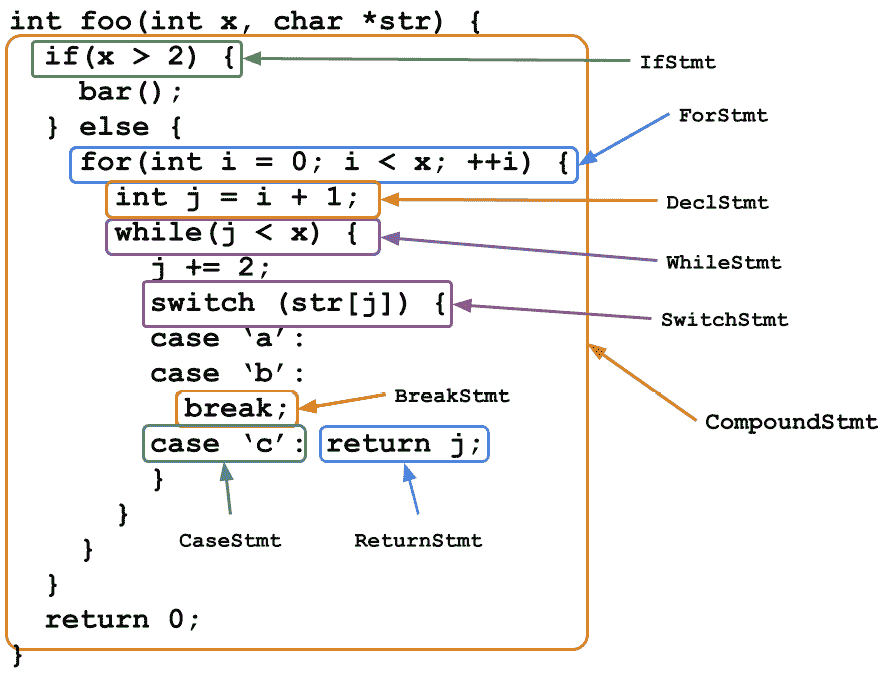 int foo(int x, char *str) {
if(x > 2) {
IfStmt
bar();
ForStmt
} else {
for(int i = 0; i < x; ++i) {
int j = i + 1;
DeclStmt
while(j < x) {
WhileStmt
j += 2;
switch (str[j]) {
SwitchStmt
case ‘a’:
case ‘b’:
BreakStmt
break;
CompoundStmt
case ‘c’: return j;
}
}
CaseStmt
ReturnStmt
}
}
return 0;
}